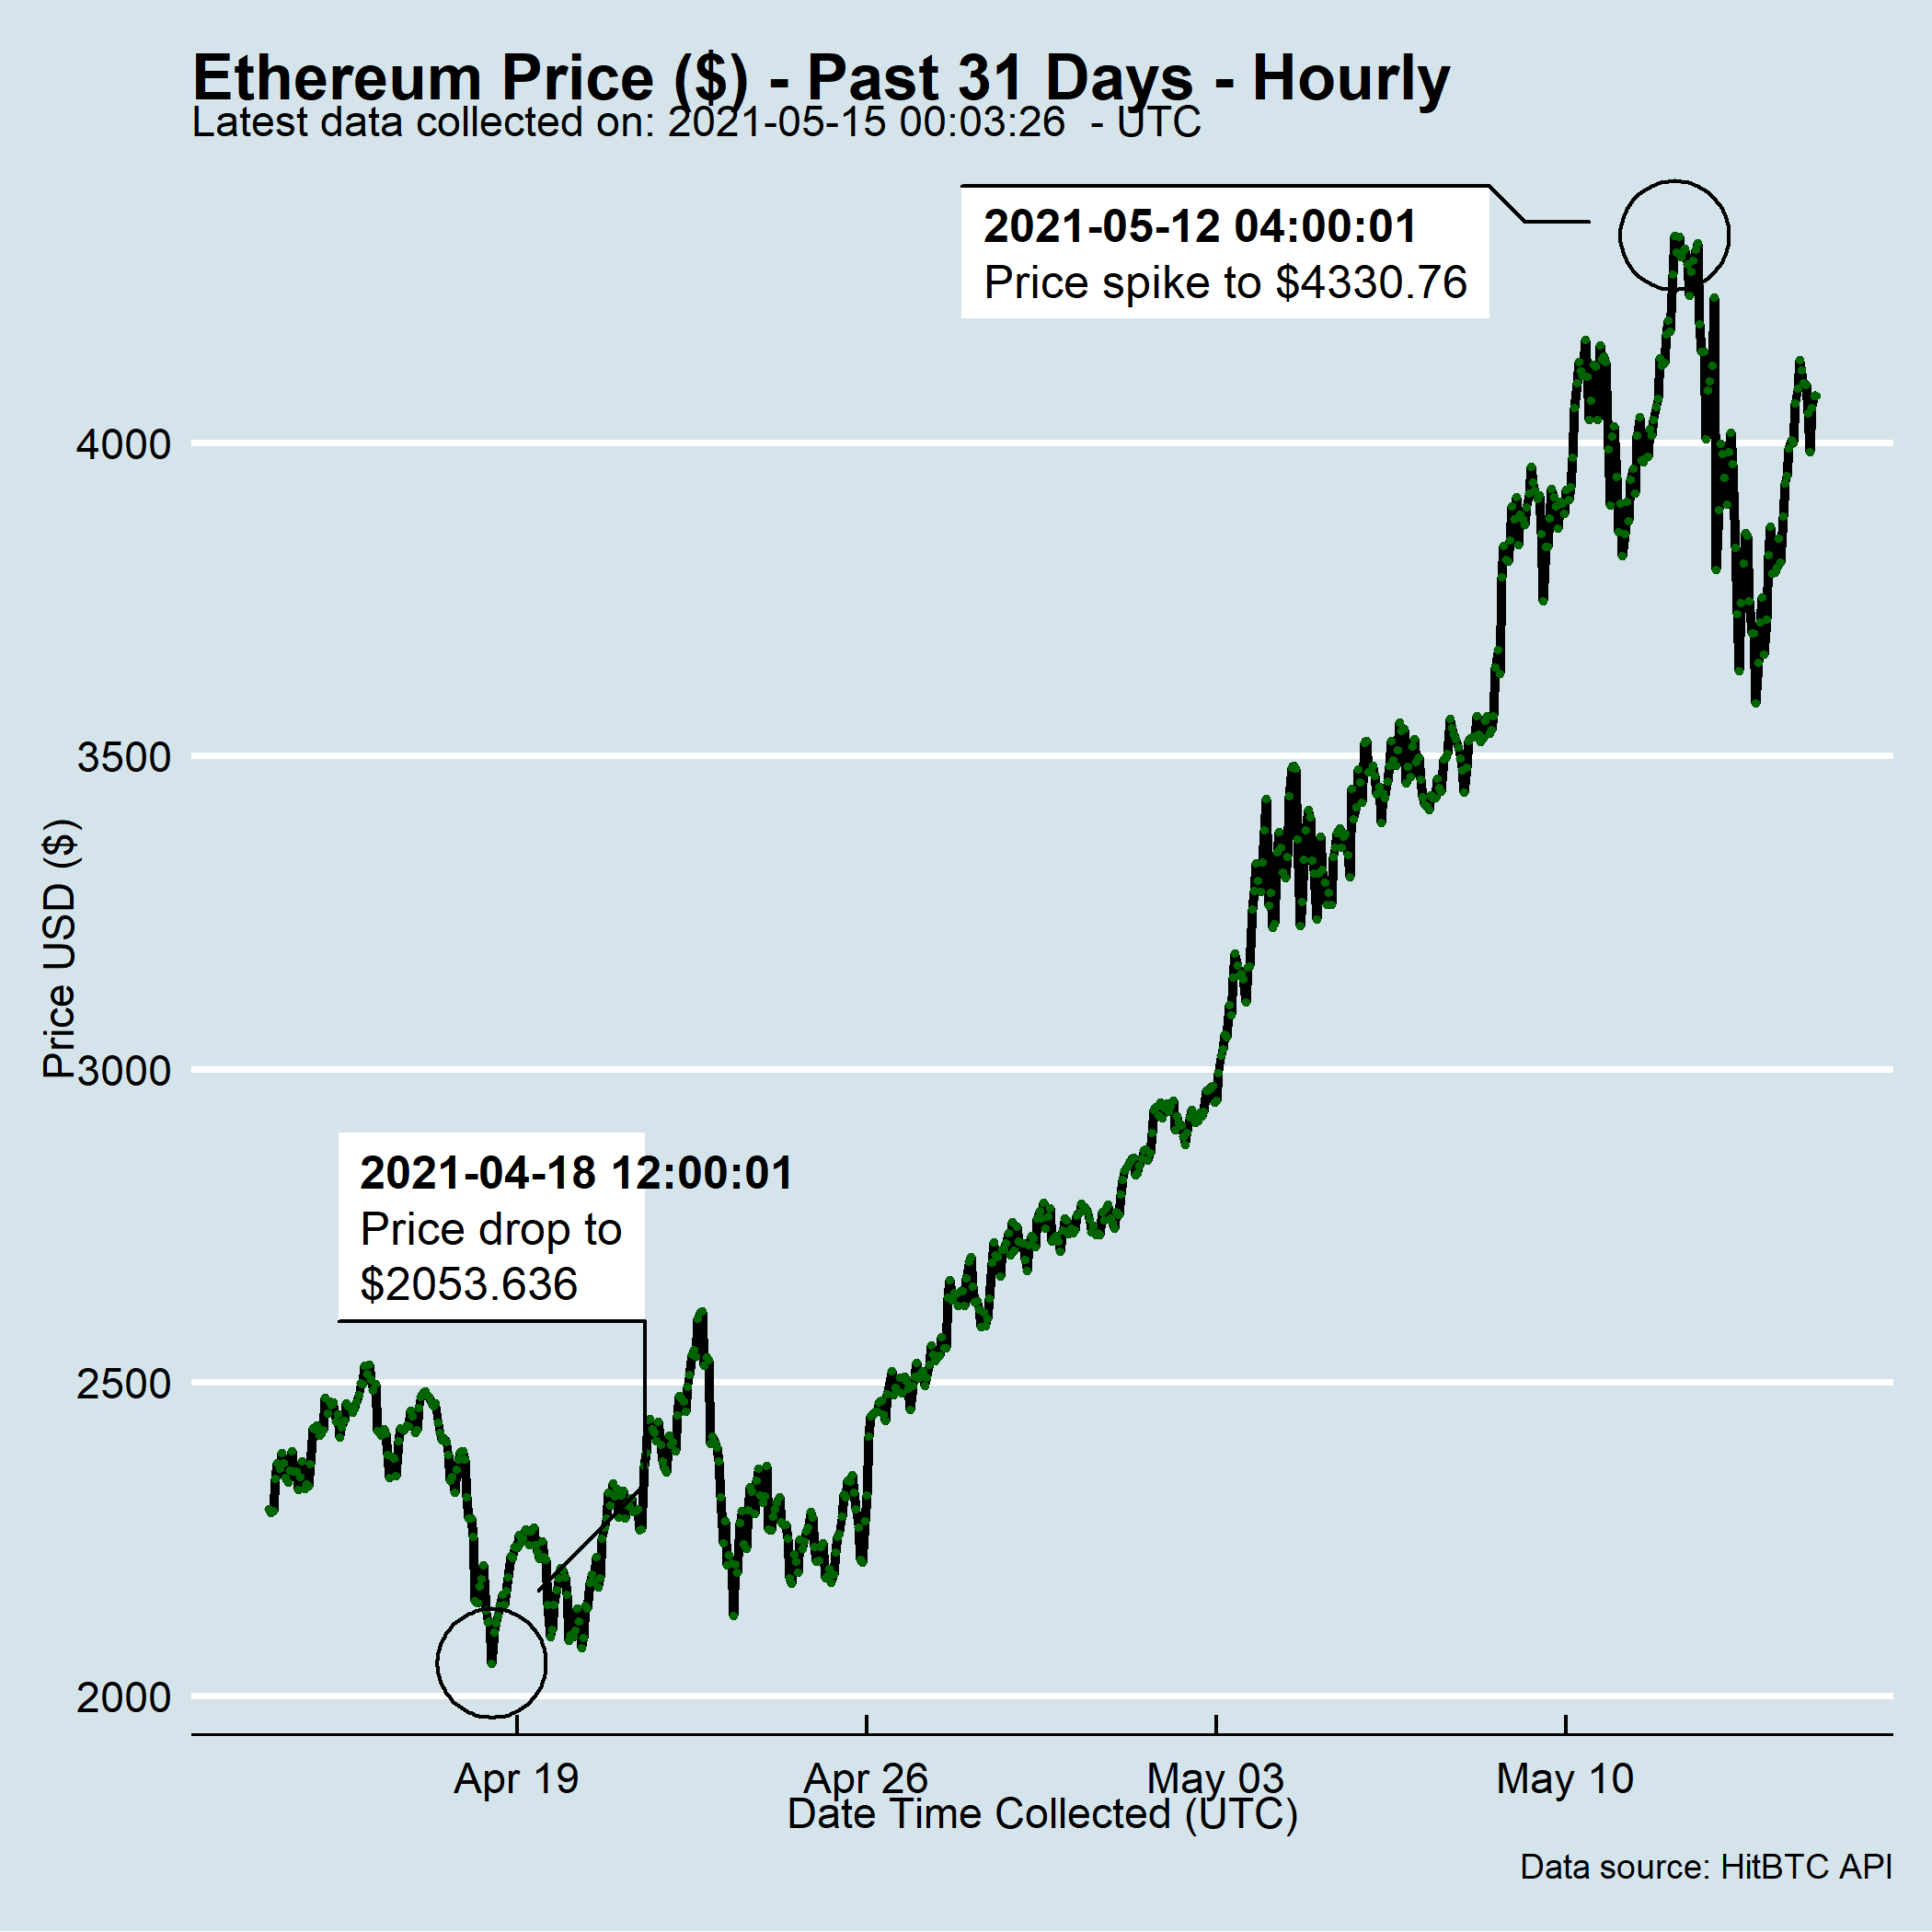 Ethereum Price ($) - Past 31 Days - Hourly
Latest data collected on: 2021-05-15 00:03:26  - UTC
2021-05-12 04:00:01
Price spike to $4330.76
4000
3500
Price USD ($)
3000
2021-04-18 12:00:01
Price drop to
$2053.636
2500
2000
Apr 19
Apr 26
May 03
May 10
Date Time Collected (UTC)
Data source: HitBTC API